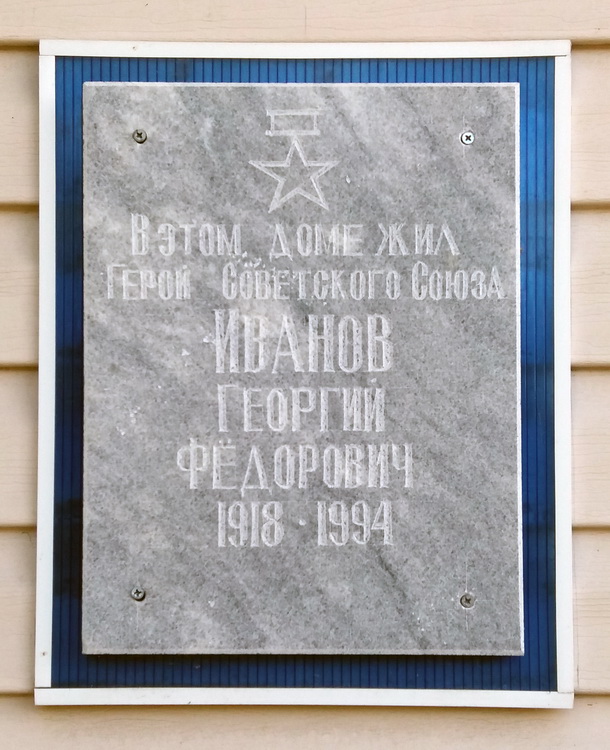 В этом доме жил
Герой Советского Союза
Иванов
Георгий
Фёдорович
1918 · 1994